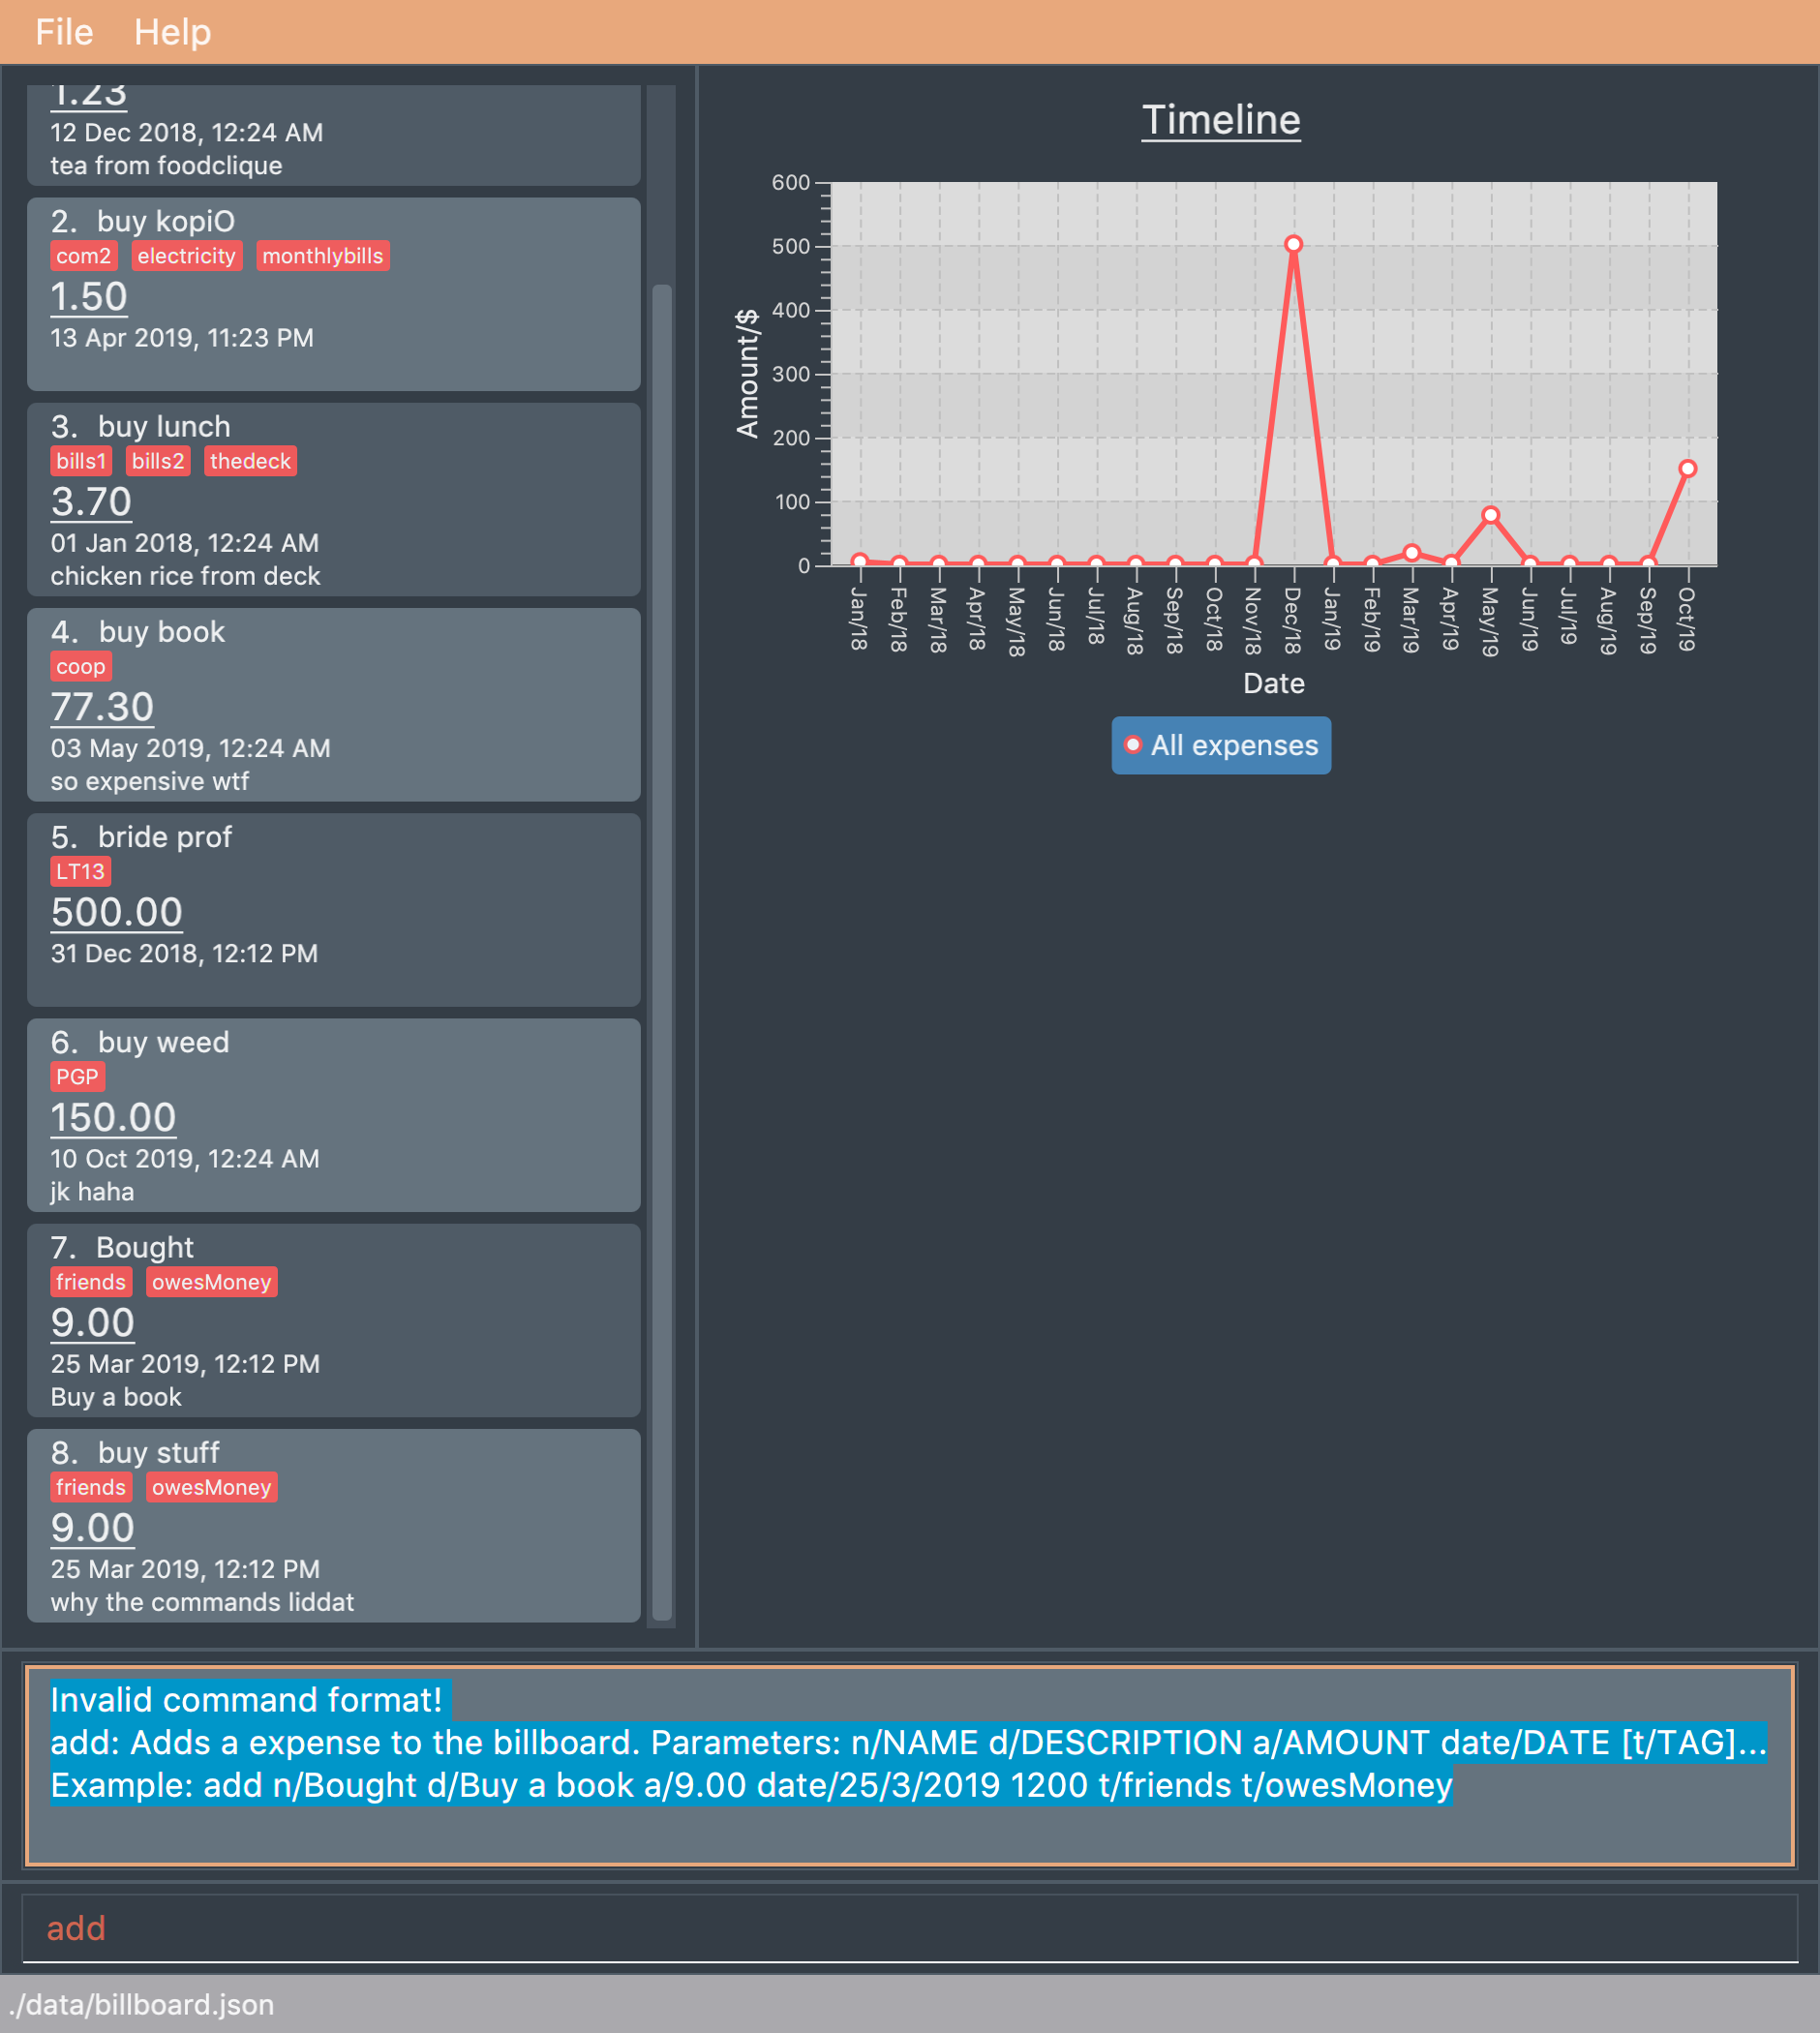 File Help
1.23
12 Dec 2018, 12:24 AM
tea from foodclique
2. buy kopiO
com2 electricity monthlybills
1.50
13 Apr 2019, 11:23 PM
3. buy lunch
bills1 bills2 thedeck
3.70
01 Jan 2018, 12:24 AM
chicken rice from deck
4. buy book
coop
77.30
03 May 2019, 12:24 AM
so expensive wtf
5. bride prof
LT13
500.00
31 Dec 2018, 12:12 PM
6. buy weed
PGP
150.00
10 Oct 2019, 12:24 AM
jk haha
7. Bought
friends owesMoney
9.00
25 Mar 2019, 12:12 PM
Buy a book
8. buy stuff
friends owesMoney
9.00
25 Mar 2019, 12:12 PM
why the commands liddat
Timeline
Amount/$
600
500
400
300
200
100
0
Jan/18 Feb/18 Mar/18 Apr/18 May/18 Jun/18 Jul/18 Aug/18 Sep/18 Oct/18 Nov/18 Dec/18 Jan/19 Feb/19 Mar/19 Apr/19 May/19 Jun/19 Jul/19 Aug/19 Sep/19 Oct/19
Date
All expenses
Invalid command format!
add: Adds a expense to the billboard. Parameters: n/NAME d/DESCRIPTION a/AMOUNT date/DATE [t/TAG]...
Example: add n/Bought d/Buy a book a/9.00 date/25/3/2019 1200 t/friends t/owesMoney
add
./data/billboard.json